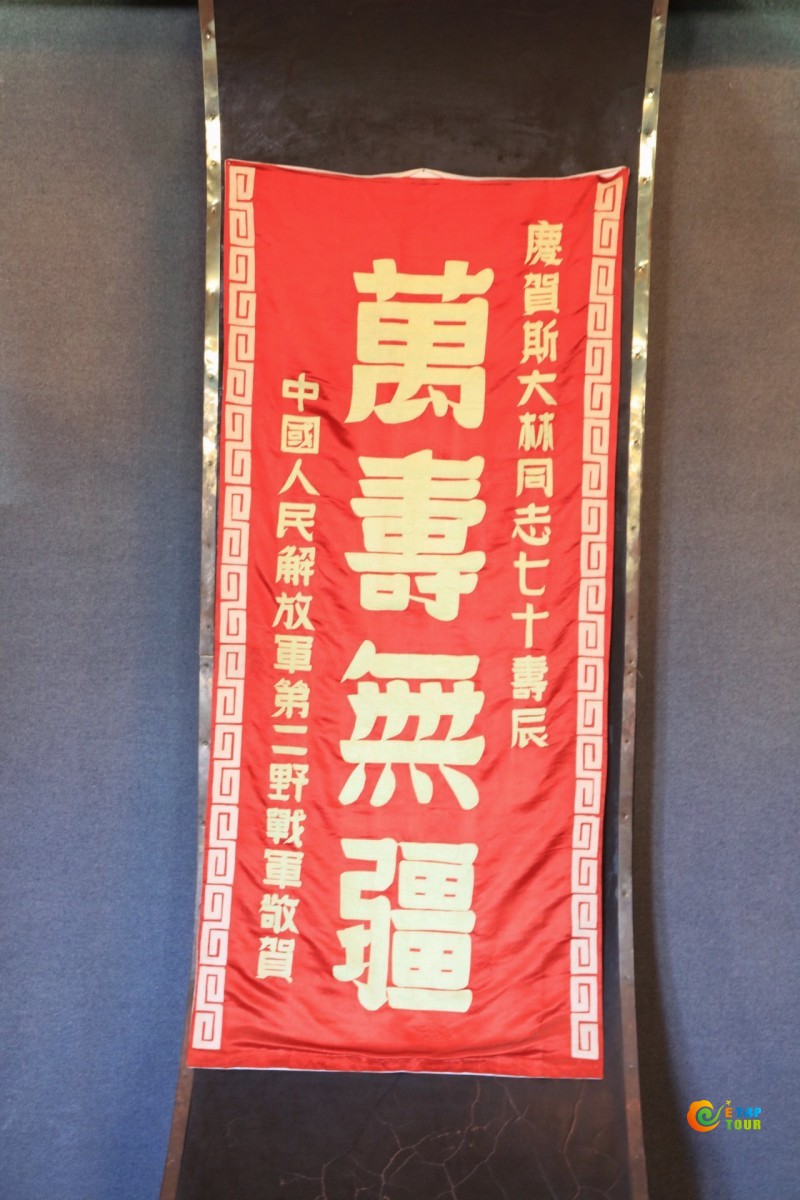 慶賀斯大林同志七十壽辰
萬壽無疆
中國人民解放軍第二野戰軍敬賀
TOUR